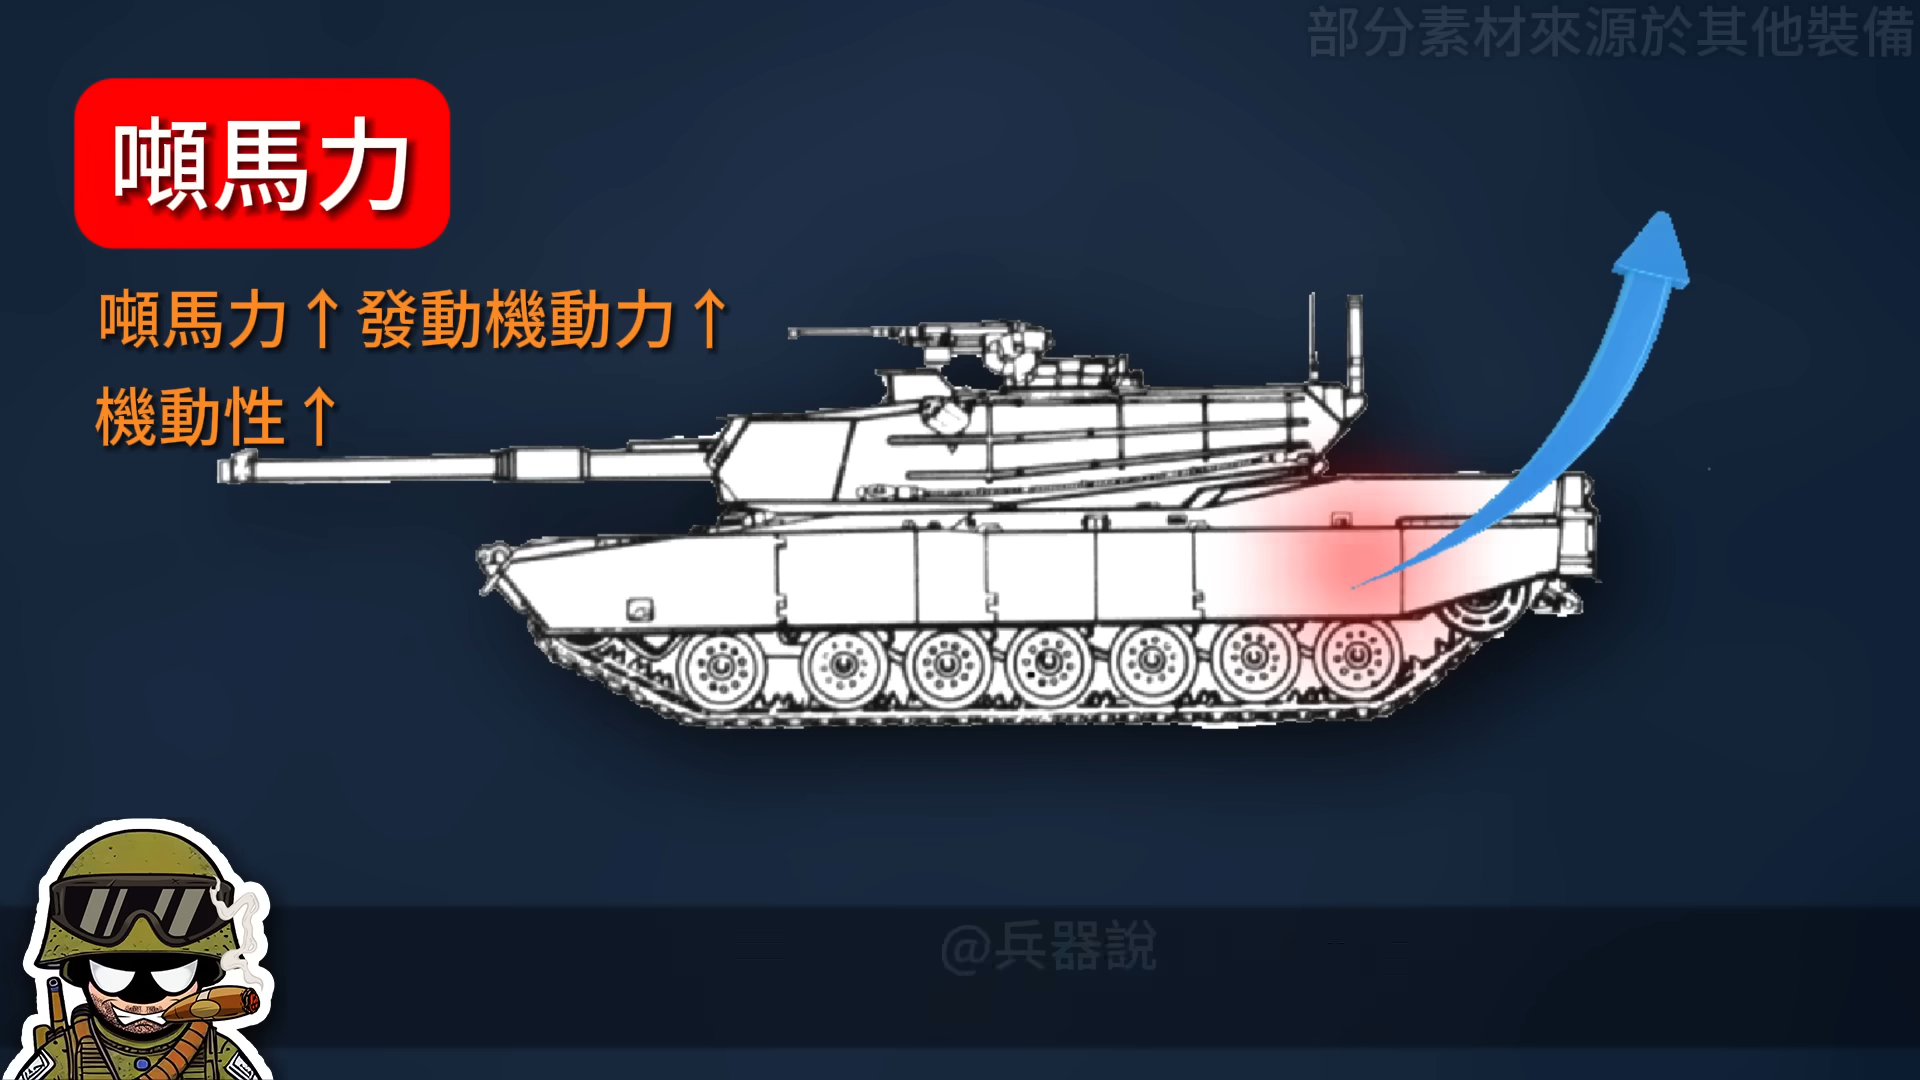 部分素材來源於其他裝備
噸馬力
噸馬力↑發動機動力↑
機動性↑
@兵器說